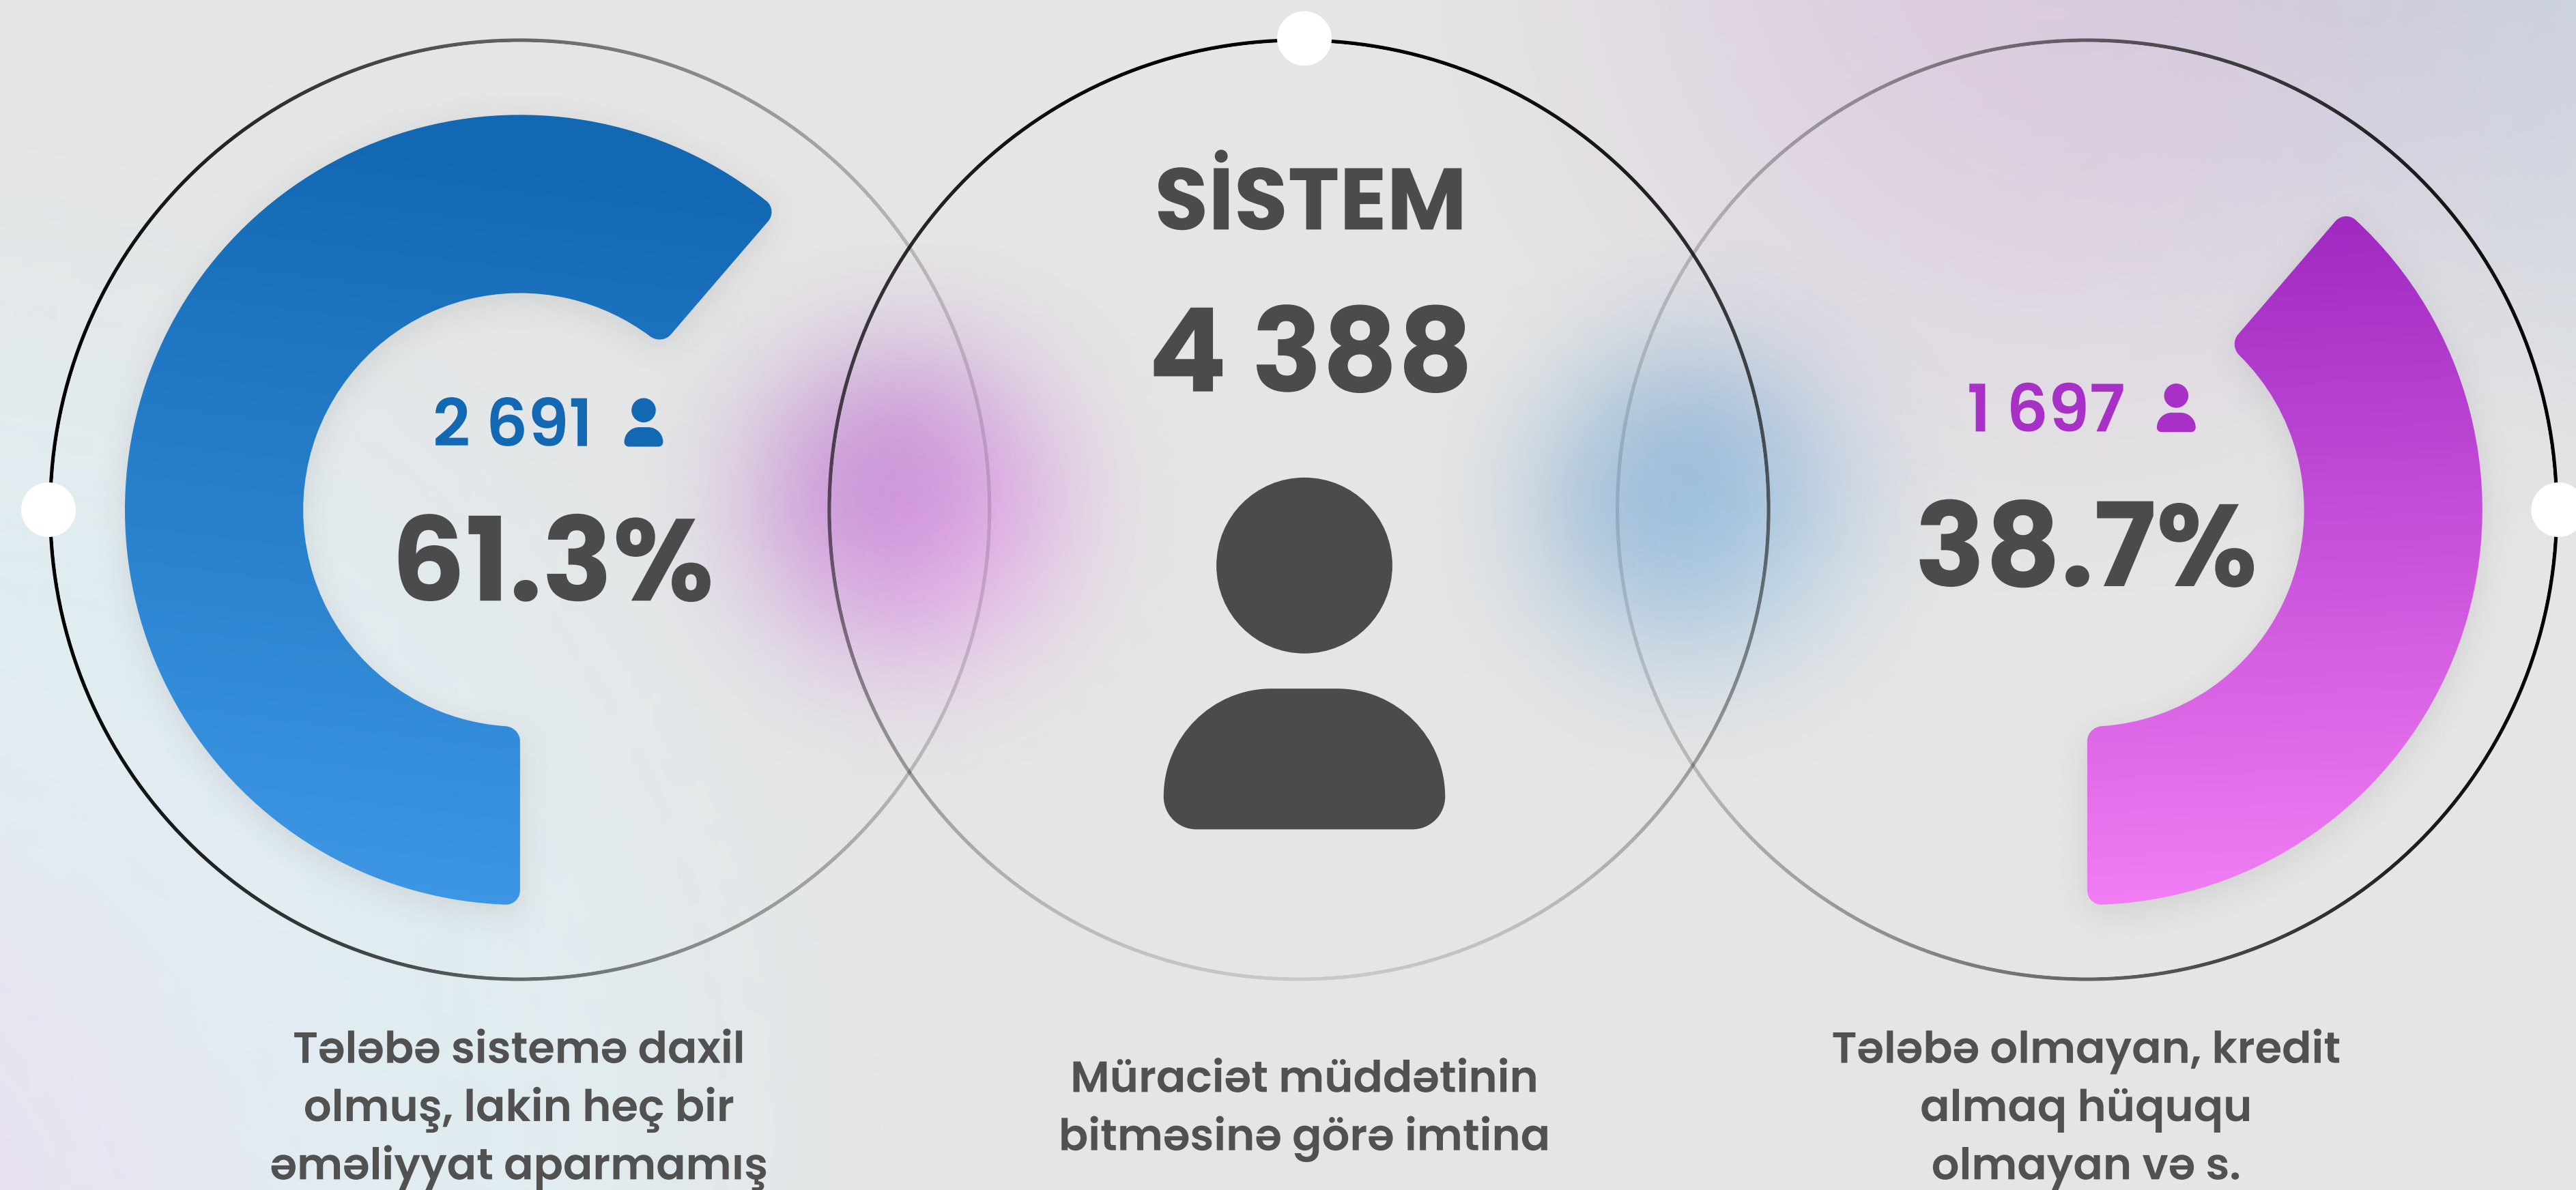 2 691
61.3%
Tələbə sistemə daxil
olmuş, lakin heç bir
əməliyyat aparmamış
SİSTEM
4 388
Müraciət müddətinin
bitməsinə görə imtina
1 697
38.7%
Tələbə olmayan, kredit
almaq hüququ
olmayan və s.